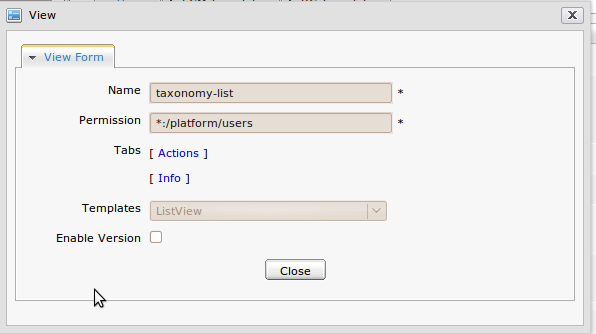 View
View Form
Name taxonomy-list *
Permission *:/platform/users *
Tabs [ Actions ]
[ Info ]
Templates ListView
Enable Version
Close